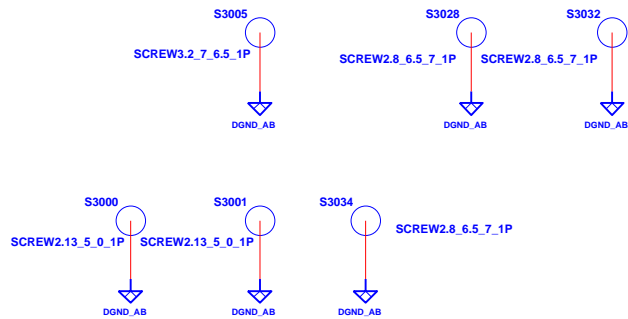 S3005
SCREW3.2_7_6.5_1P
DGND_AB
S3028
SCREW2.8_6.5_7_1P
DGND_AB
S3032
SCREW2.8_6.5_7_1P
DGND_AB
S3000
SCREW2.13_5_0_1P
DGND_AB
S3001
SCREW2.13_5_0_1P
DGND_AB
S3034
SCREW2.8_6.5_7_1P
DGND_AB